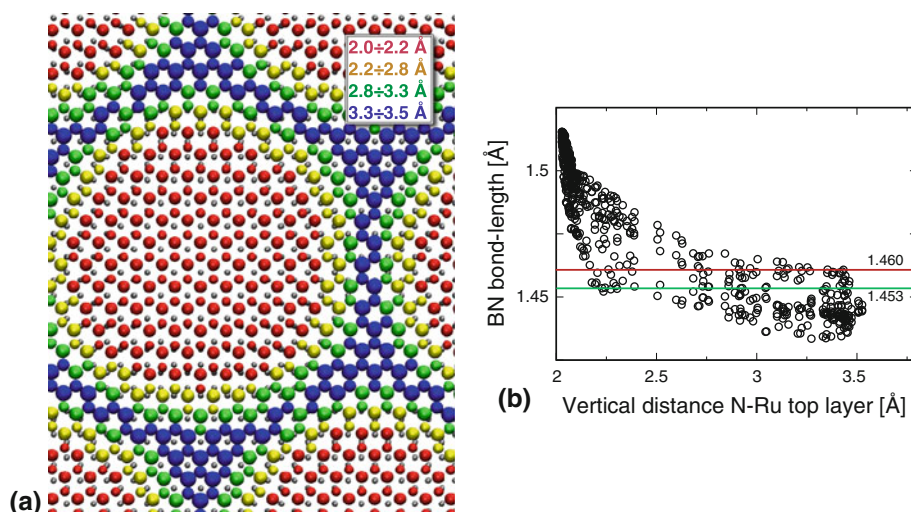 2.0÷2.2 Å
2.2÷2.8 Å
2.8÷3.3 Å
3.3÷3.5 Å
(a)
BN bond-length [Å]
1.5
1.45
1.460
1.453
2
2.5
3
3.5
Vertical distance N-Ru top layer [Å]
(b)